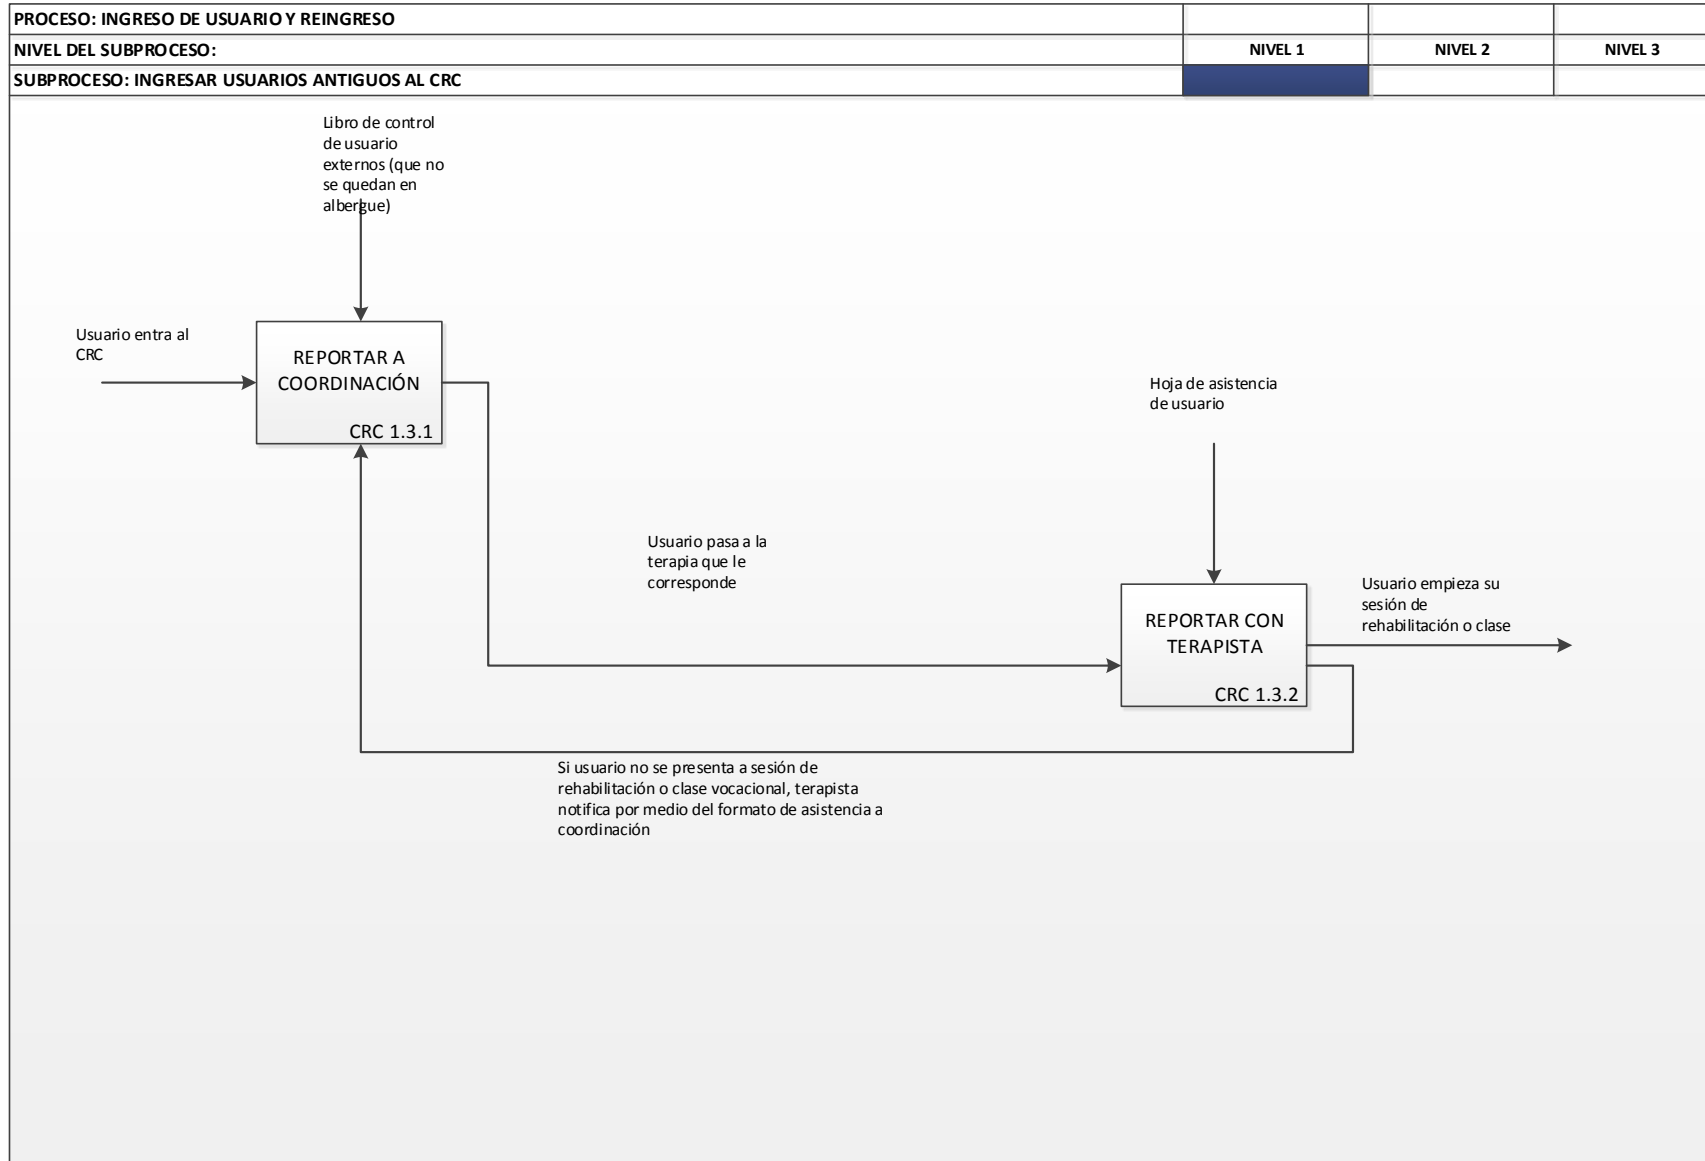 PROCESO: INGRESO DE USUARIO Y REINGRESO
NIVEL DEL SUBPROCESO:
NIVEL 1
NIVEL 2
NIVEL 3
SUBPROCESO: INGRESAR USUARIOS ANTIGUOS AL CRC
Libro de control
de usuario
externos (que no
se quedan en
albergue)
Usuario entra al
CRC
REPORTAR A
COORDINACIÓN
CRC 1.3.1
Hoja de asistencia
de usuario
Usuario pasa a la
terapia que le
corresponde
REPORTAR CON
TERAPISTA
CRC 1.3.2
Usuario empieza su
sesión de
rehabilitación o clase
Si usuario no se presenta a sesión de
rehabilitación o clase vocacional, terapista
notifica por medio del formato de asistencia a
coordinación